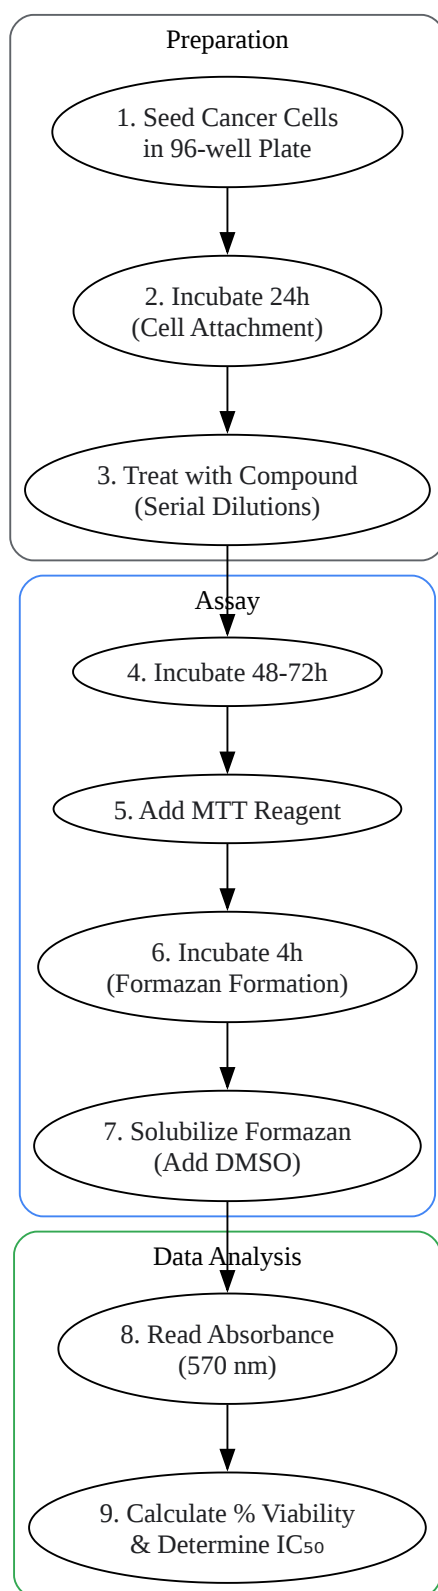 Preparation
1. Seed Cancer Cells
in 96-well Plate
2. Incubate 24h
(Cell Attachment)
3. Treat with Compound
(Serial Dilutions)
Assay
4. Incubate 48-72h
5. Add MTT Reagent
6. Incubate 4h
(Formazan Formation)
7. Solubilize Formazan
(Add DMSO)
Data Analysis
8. Read Absorbance
(570 nm)
9. Calculate % Viability
& Determine IC₅₀